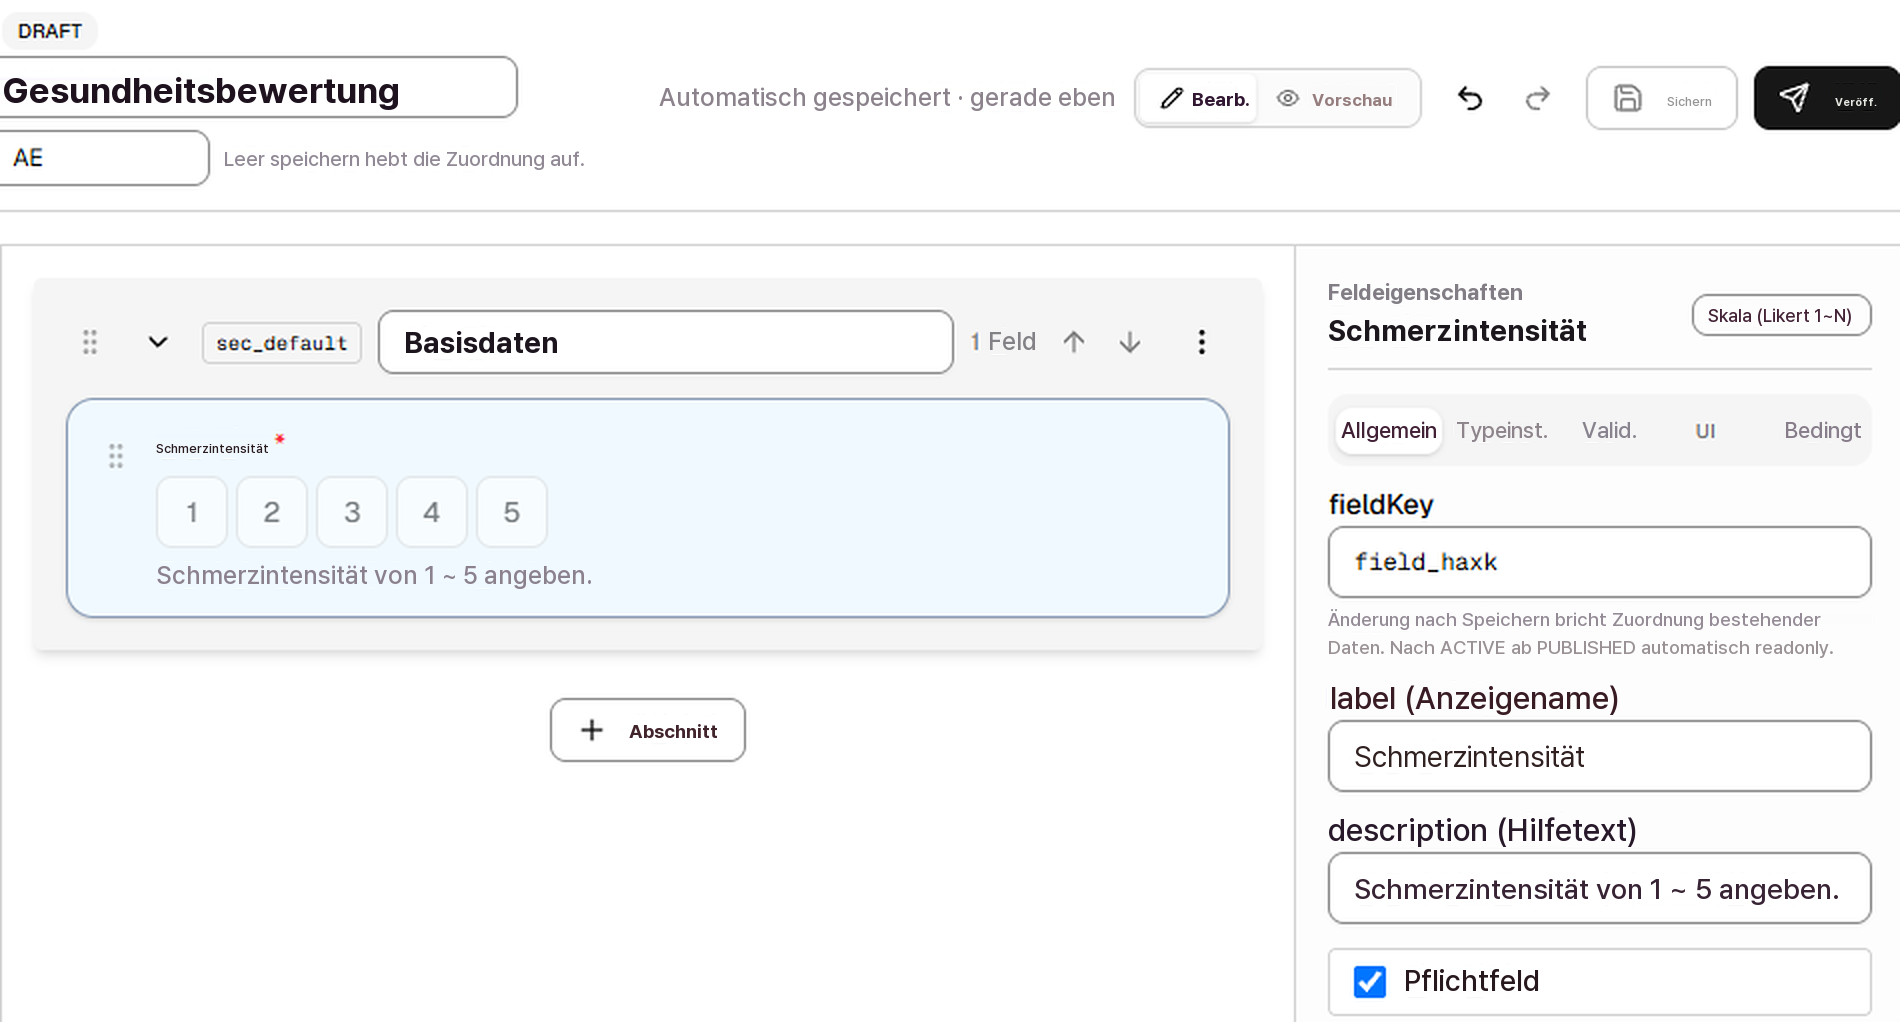 DRAFT
Gesundheitsbewertung
Automatisch gespeichert · gerade eben
Bearb.
Vorschau
Sichern
Veröff.
AE
Leer speichern hebt die Zuordnung auf.
sec_default
Basisdaten
1 Feld
Schmerzintensität *
1 2 3 4 5
Schmerzintensität von 1 ~ 5 angeben.
+ Abschnitt
Feldeigenschaften
Schmerzintensität
Skala (Likert 1~N)
Allgemein Typeinst. Valid. UI Bedingt
fieldKey
field_haxk
Änderung nach Speichern bricht Zuordnung bestehender
Daten. Nach ACTIVE ab PUBLISHED automatisch readonly.
label (Anzeigename)
Schmerzintensität
description (Hilfetext)
Schmerzintensität von 1 ~ 5 angeben.
Pflichtfeld